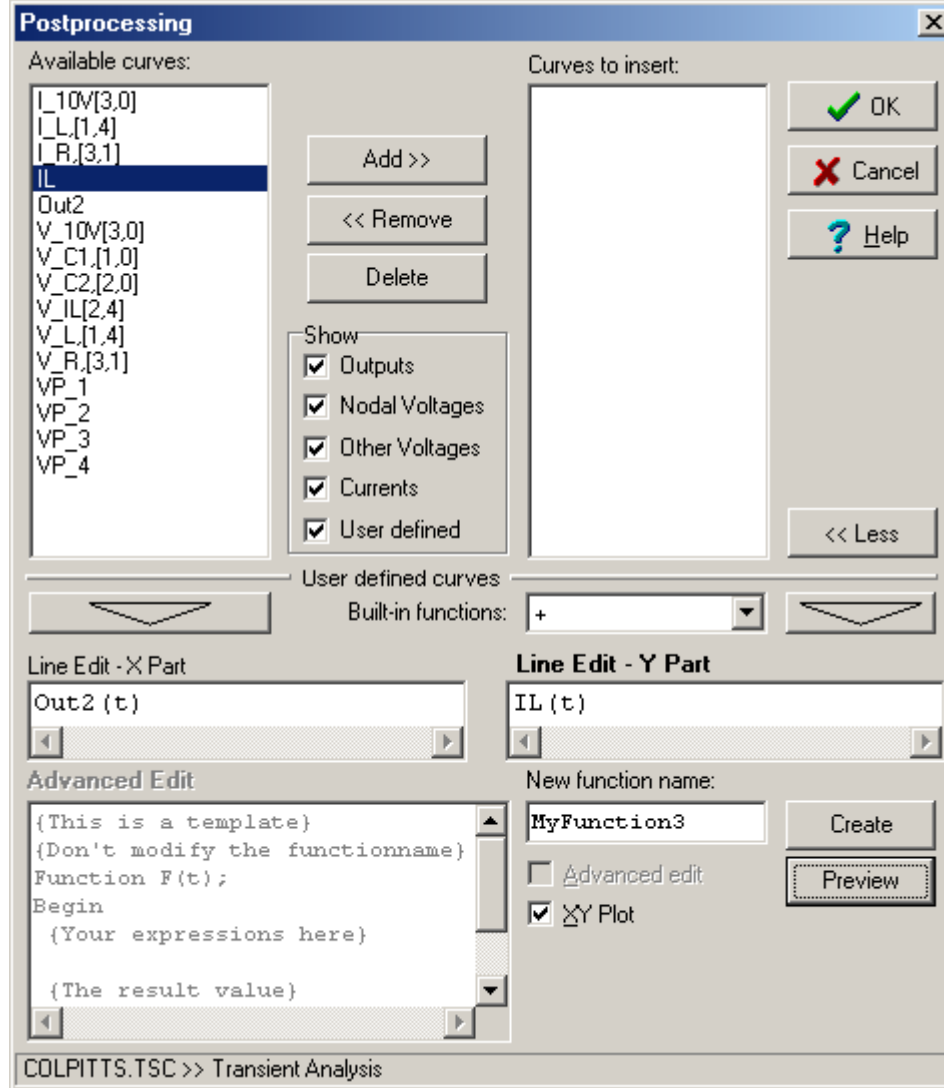 Postprocessing
Available curves:
Curves to insert:
I_10V[3,0]
I_L,[1,4]
I_R,[3,1]
IL
Out2
V_10V[3,0]
V_C1,[1,0]
V_C2,[2,0]
V_IL[2,4]
V_L,[1,4]
V_R,[3,1]
VP_1
VP_2
VP_3
VP_4
Add >>
<< Remove
Delete
Show
Outputs
Nodal Voltages
Other Voltages
Currents
User defined
OK
Cancel
Help
<< Less
User defined curves
Built-in functions:
+
Line Edit - X Part
Out2(t)
Line Edit - Y Part
IL(t)
Advanced Edit
{This is a template}
{Don't modify the functionname}
Function F(t);
Begin
{Your expressions here}
{The result value}
New function name:
MyFunction3
Create
Advanced edit
Preview
XY Plot
COLPITTS.TSC >> Transient Analysis